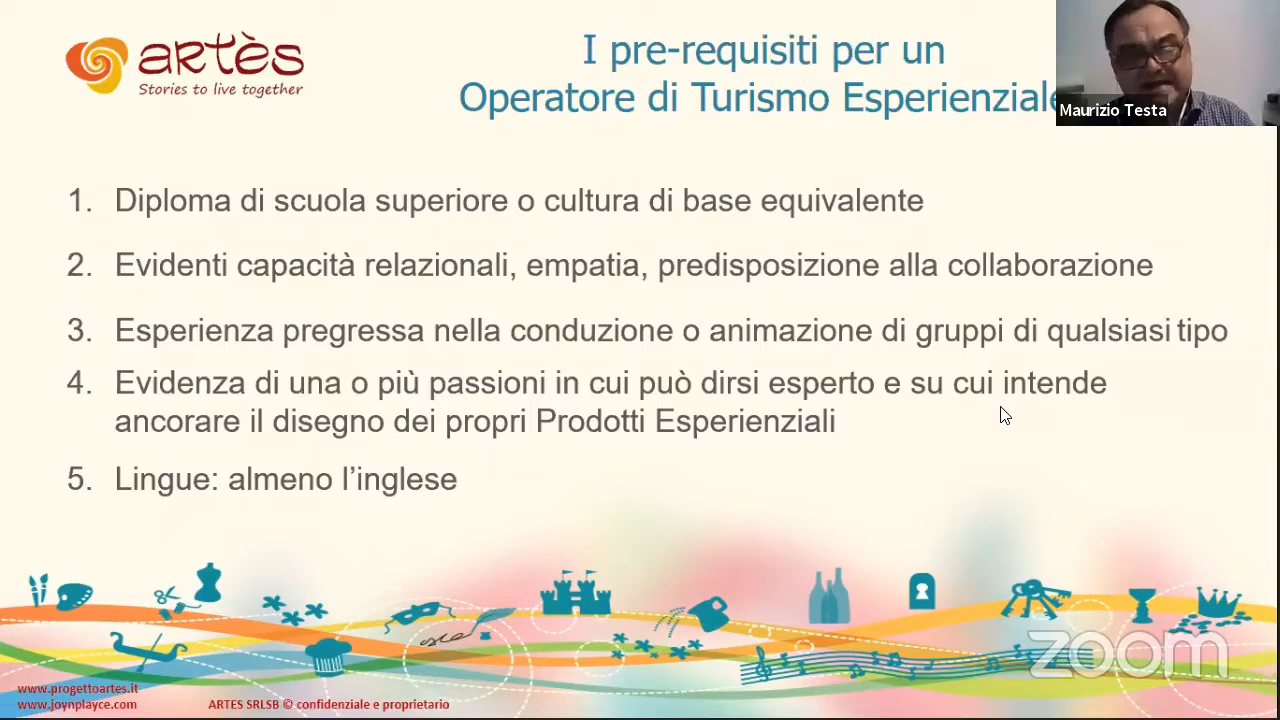 artès
Stories to live together
I pre-requisiti per un
Operatore di Turismo Esperienziale
Maurizio Testa
1. Diploma di scuola superiore o cultura di base equivalente
2. Evidenti capacità relazionali, empatia, predisposizione alla collaborazione
3. Esperienza pregressa nella conduzione o animazione di gruppi di qualsiasi tipo
4. Evidenza di una o più passioni in cui può dirsi esperto e su cui intende
ancorare il disegno dei propri Prodotti Esperienziali
5. Lingue: almeno l’inglese
zoom
www.progettoartes.it
www.joynplayce.com
ARTES SRLSB © confidenziale e proprietario